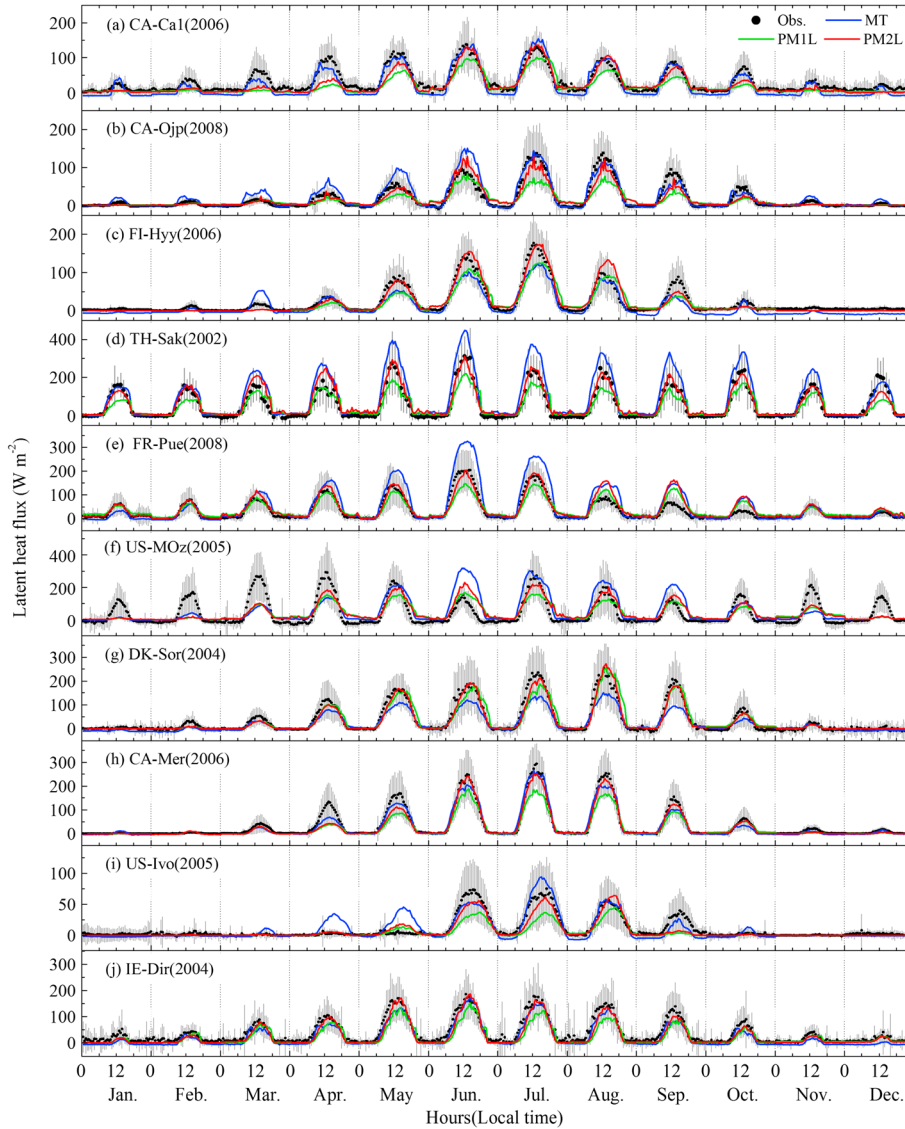 (a) CA-Ca1(2006)
Obs. MT
PM1L PM2L
200
100
0
(b) CA-Ojp(2008)
200
100
0
(c) FI-Hyy(2006)
200
100
0
(d) TH-Sak(2002)
400
200
0
(e) FR-Pue(2008)
300
200
100
0
(f) US-MOz(2005)
400
200
0
(g) DK-Sor(2004)
300
200
100
0
(h) CA-Mer(2006)
300
200
100
0
(i) US-Ivo(2005)
100
50
0
(j) IE-Dir(2004)
300
200
100
0
Latent heat flux (W m⁻²)
0 12 0 12 0 12 0 12 0 12 0 12 0 12 0 12 0 12 0 12 0 12 0 12
Jan. Feb. Mar. Apr. May Jun. Jul. Aug. Sep. Oct. Nov. Dec.
Hours(Local time)